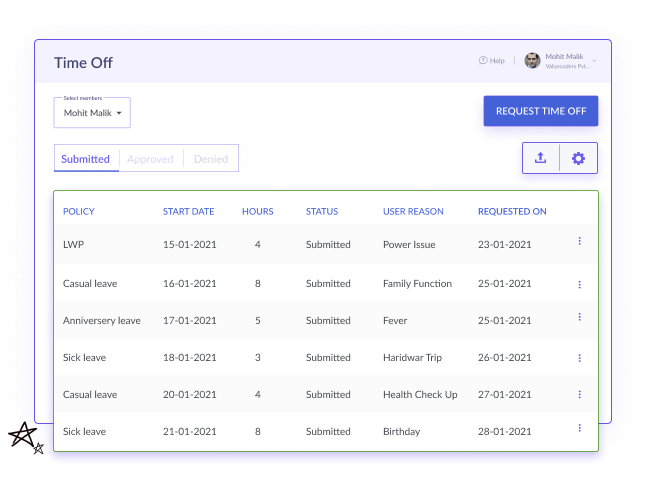 Time Off
Help
Mohit Malik
Valuecoders Pvt...
Select members
Mohit Malik
REQUEST TIME OFF
Submitted Approved Denied
POLICY START DATE HOURS STATUS USER REASON REQUESTED ON
LWP 15-01-2021 4 Submitted Power Issue 23-01-2021
Casual leave 16-01-2021 8 Submitted Family Function 25-01-2021
Anniversery leave 17-01-2021 5 Submitted Fever 25-01-2021
Sick leave 18-01-2021 3 Submitted Haridwar Trip 26-01-2021
Casual leave 20-01-2021 4 Submitted Health Check Up 27-01-2021
Sick leave 21-01-2021 8 Submitted Birthday 28-01-2021